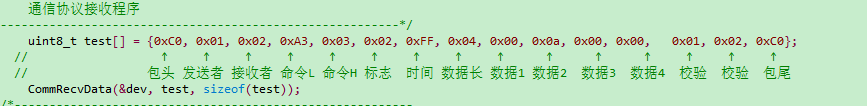 通信协议接收程序
------------------------------------------------------------*/
uint8_t test[] = {0xC0, 0x01, 0x02, 0xA3, 0x03, 0x02, 0xFF, 0x04, 0x00, 0x0a, 0x00, 0x00, 0x01, 0x02, 0xC0};
// ↑ ↑ ↑ ↑ ↑ ↑ ↑ ↑ ↑ ↑ ↑ ↑ ↑ ↑ ↑
// 包头 发送者 接收者 命令L 命令H 标志 时间 数据长 数据1 数据2 数据3 数据4 校验 校验 包尾
CommRecvData(&dev, test, sizeof(test));
/*------------------------------------------------------------